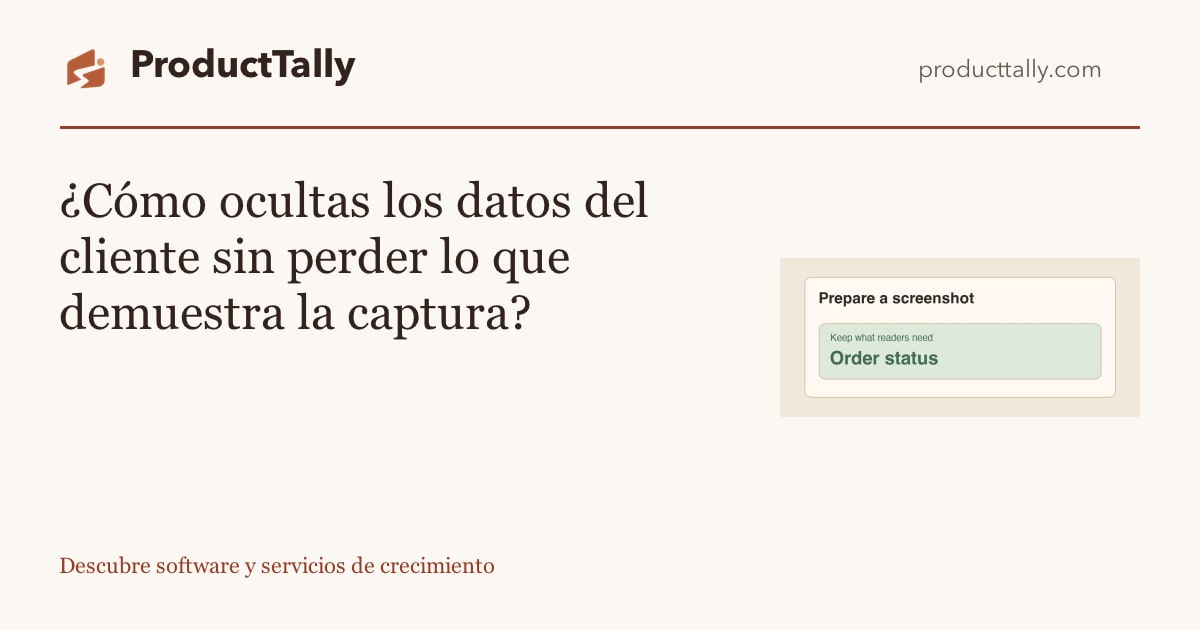 ProductTally
producttally.com
¿Cómo ocultas los datos del
cliente sin perder lo que
demuestra la captura?
Prepare a screenshot
Keep what readers need
Order status
Descubre software y servicios de crecimiento